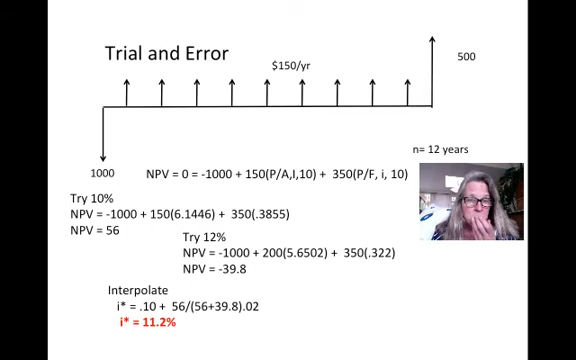 Trial and Error
$150/yr
500
n= 12 years
1000
NPV = 0 = -1000 + 150(P/A,I,10) + 350(P/F, i, 10)
Try 10%
NPV = -1000 + 150(6.1446) + 350(.3855)
NPV = 56
Try 12%
NPV = -1000 + 200(5.6502) + 350(.322)
NPV = -39.8
Interpolate
i* = .10 + 56/(56+39.8).02
i* = 11.2%